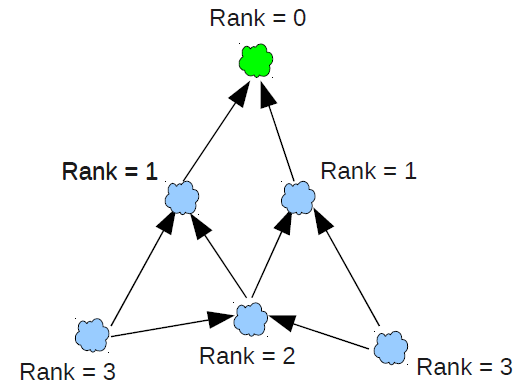 Rank = 0
Rank = 1
Rank = 1
Rank = 2
Rank = 3
Rank = 3